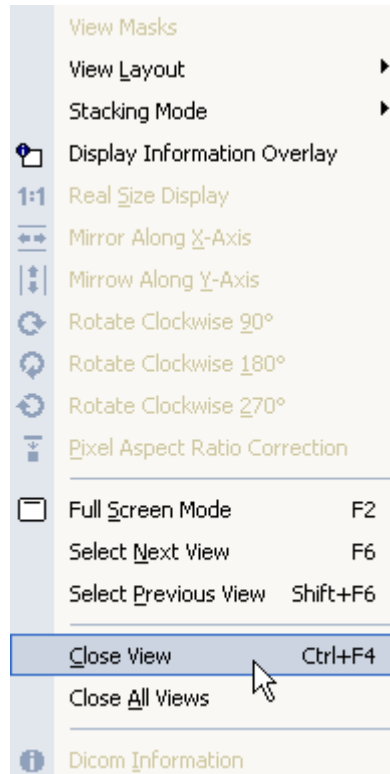 View Masks
View Layout
Stacking Mode
Display Information Overlay
1:1 Real Size Display
Mirror Along X-Axis
Mirrow Along Y-Axis
Rotate Clockwise 90°
Rotate Clockwise 180°
Rotate Clockwise 270°
Pixel Aspect Ratio Correction
Full Screen Mode F2
Select Next View F6
Select Previous View Shift+F6
Close View Ctrl+F4
Close All Views
Dicom Information